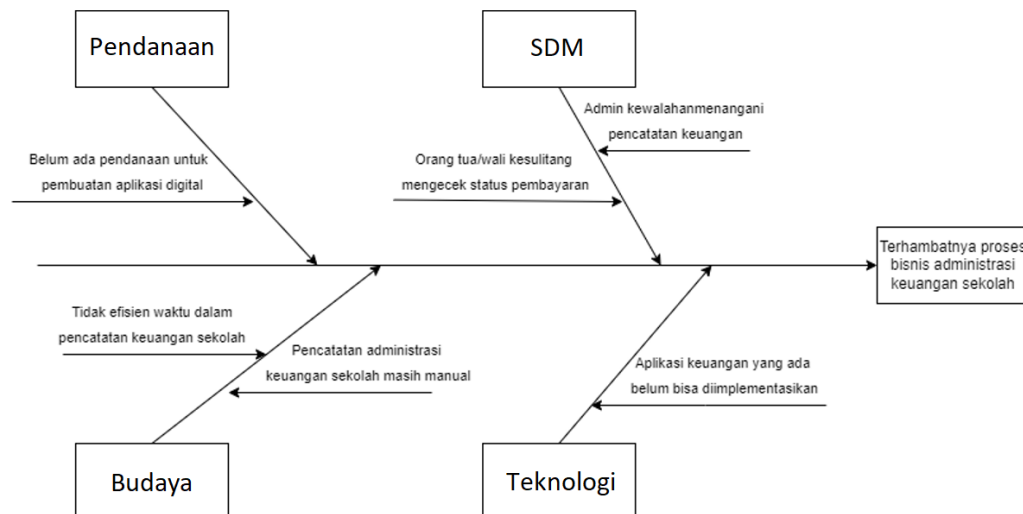 Pendanaan
SDM
Admin kewalahanmenangani
pencatatan keuangan
Belum ada pendanaan untuk
pembuatan aplikasi digital
Orang tua/wali kesulitang
mengecek status pembayaran
Terhambatnya proses
bisnis administrasi
keuangan sekolah
Tidak efisien waktu dalam
pencatatan keuangan sekolah
Pencatatan administrasi
keuangan sekolah masih manual
Aplikasi keuangan yang ada
belum bisa diimplementasikan
Budaya
Teknologi